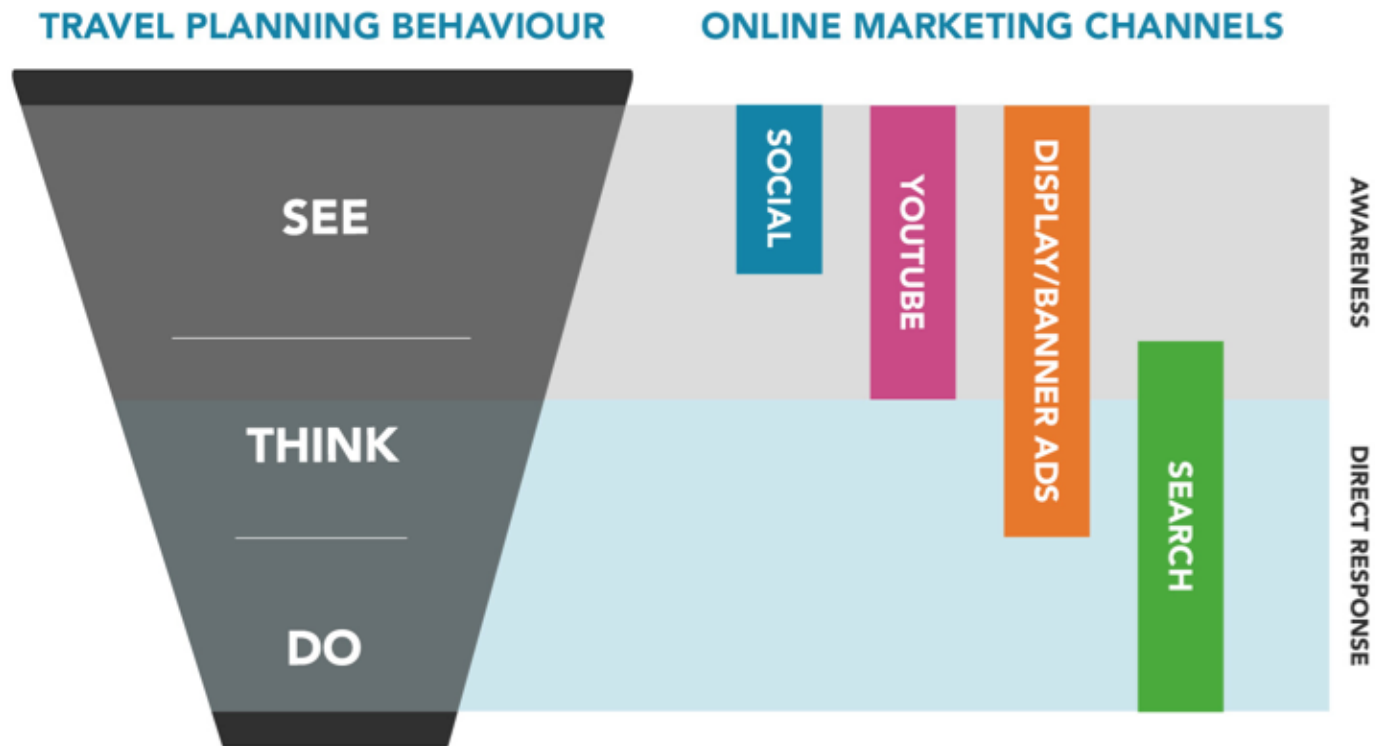 TRAVEL PLANNING BEHAVIOUR
ONLINE MARKETING CHANNELS
SEE
THINK
DO
SOCIAL
YOUTUBE
DISPLAY/BANNER ADS
SEARCH
AWARENESS
DIRECT RESPONSE